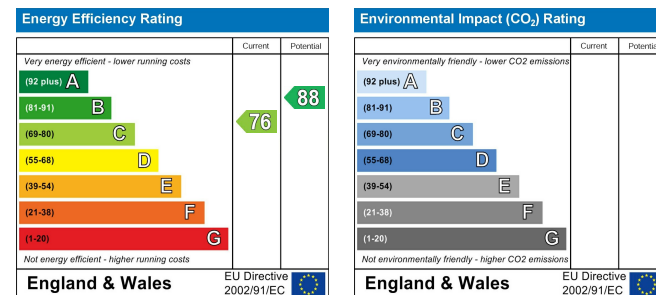 Energy Efficiency Rating
Current Potential
Very energy efficient - lower running costs
(92 plus) A
(81-91) B
88
(69-80) C
76
(55-68) D
(39-54) E
(21-38) F
(1-20) G
Not energy efficient - higher running costs
England & Wales
EU Directive
2002/91/EC
Environmental Impact (CO₂) Rating
Current Potential
Very environmentally friendly - lower CO2 emissions
(92 plus) A
(81-91) B
(69-80) C
(55-68) D
(39-54) E
(21-38) F
(1-20) G
Not environmentally friendly - higher CO2 emissions
England & Wales
EU Directive
2002/91/EC